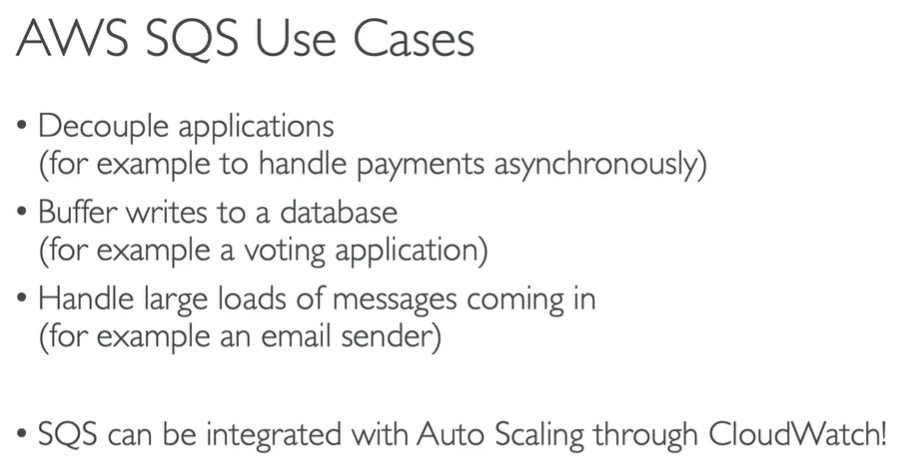 AWS SQS Use Cases
• Decouple applications
(for example to handle payments asynchronously)
• Buffer writes to a database
(for example a voting application)
• Handle large loads of messages coming in
(for example an email sender)
• SQS can be integrated with Auto Scaling through CloudWatch!